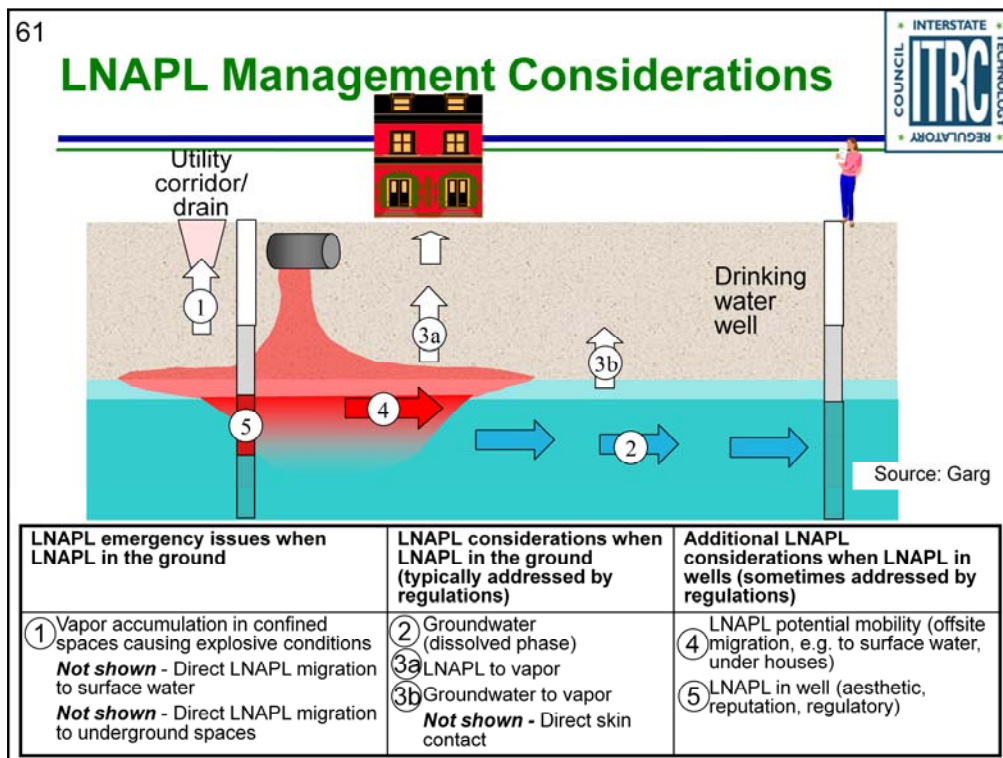 61
LNAPL Management Considerations
INTERSTATE
COUNCIL
ITRC
TECHNOLOGY
REGULATORY
Utility
corridor/
drain
1
3a
3b
Drinking
water
well
4
5
2
Source: Garg
LNAPL emergency issues when
LNAPL in the ground
1 Vapor accumulation in confined
spaces causing explosive conditions
Not shown - Direct LNAPL migration
to surface water
Not shown - Direct LNAPL migration
to underground spaces
LNAPL considerations when
LNAPL in the ground
(typically addressed by
regulations)
2 Groundwater
(dissolved phase)
3a LNAPL to vapor
3b Groundwater to vapor
Not shown - Direct skin
contact
Additional LNAPL
considerations when LNAPL in
wells (sometimes addressed by
regulations)
4 LNAPL potential mobility (offsite
migration, e.g. to surface water,
under houses)
5 LNAPL in well (aesthetic,
reputation, regulatory)